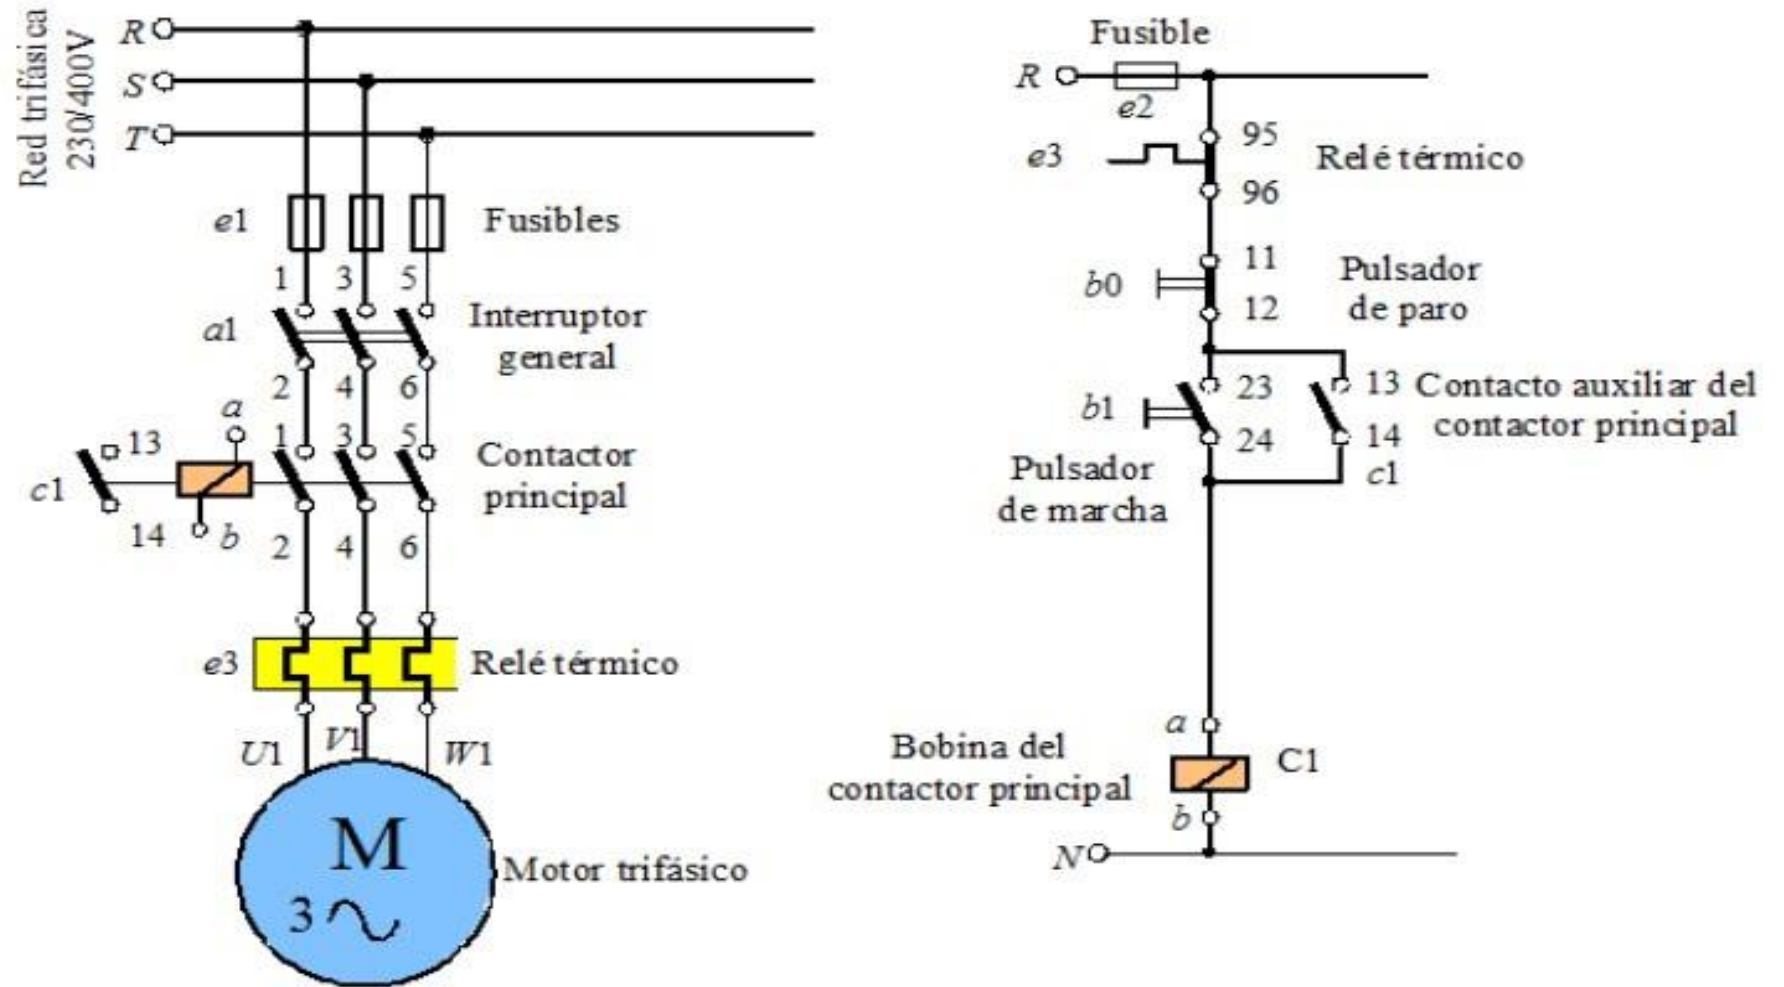 Red trifásica
230/400V
R
S
T
e1
Fusibles
1 3 5
a1
Interruptor
general
2 4 6
a
13
1 3 5
Contactor
principal
c1
14
b
2 4 6
e3
Relé térmico
U1 V1 W1
M
3
Motor trifásico
Fusible
R
e2
95
e3
Relé térmico
96
11
b0
Pulsador
de paro
12
23
13
Contacto auxiliar del
contactor principal
b1
24
14
c1
Pulsador
de marcha
a
Bobina del
contactor principal
C1
b
N